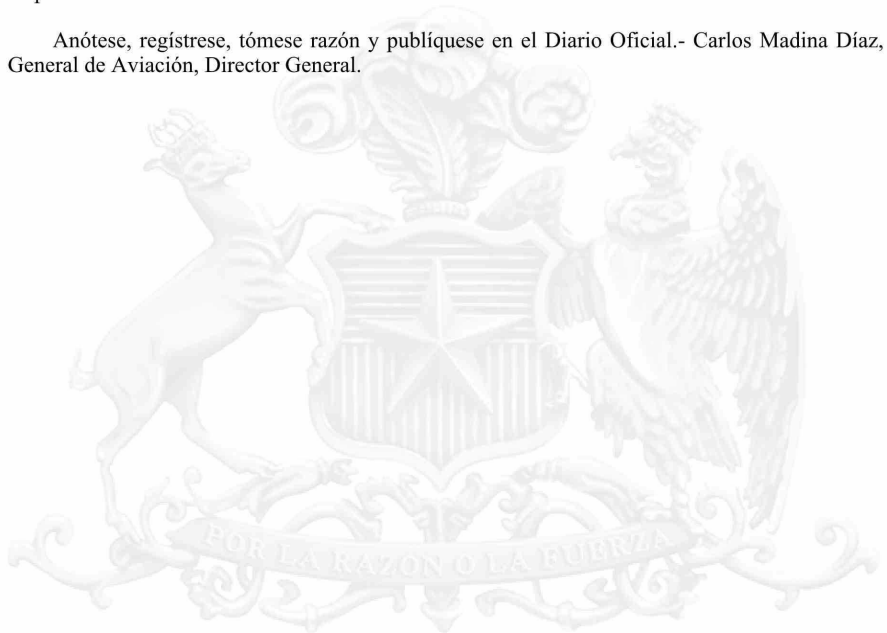 Anótese, regístrese, tómese razón y publíquese en el Diario Oficial.- Carlos Madina Díaz,
General de Aviación, Director General.
POR LA RAZON O LA FUERZA